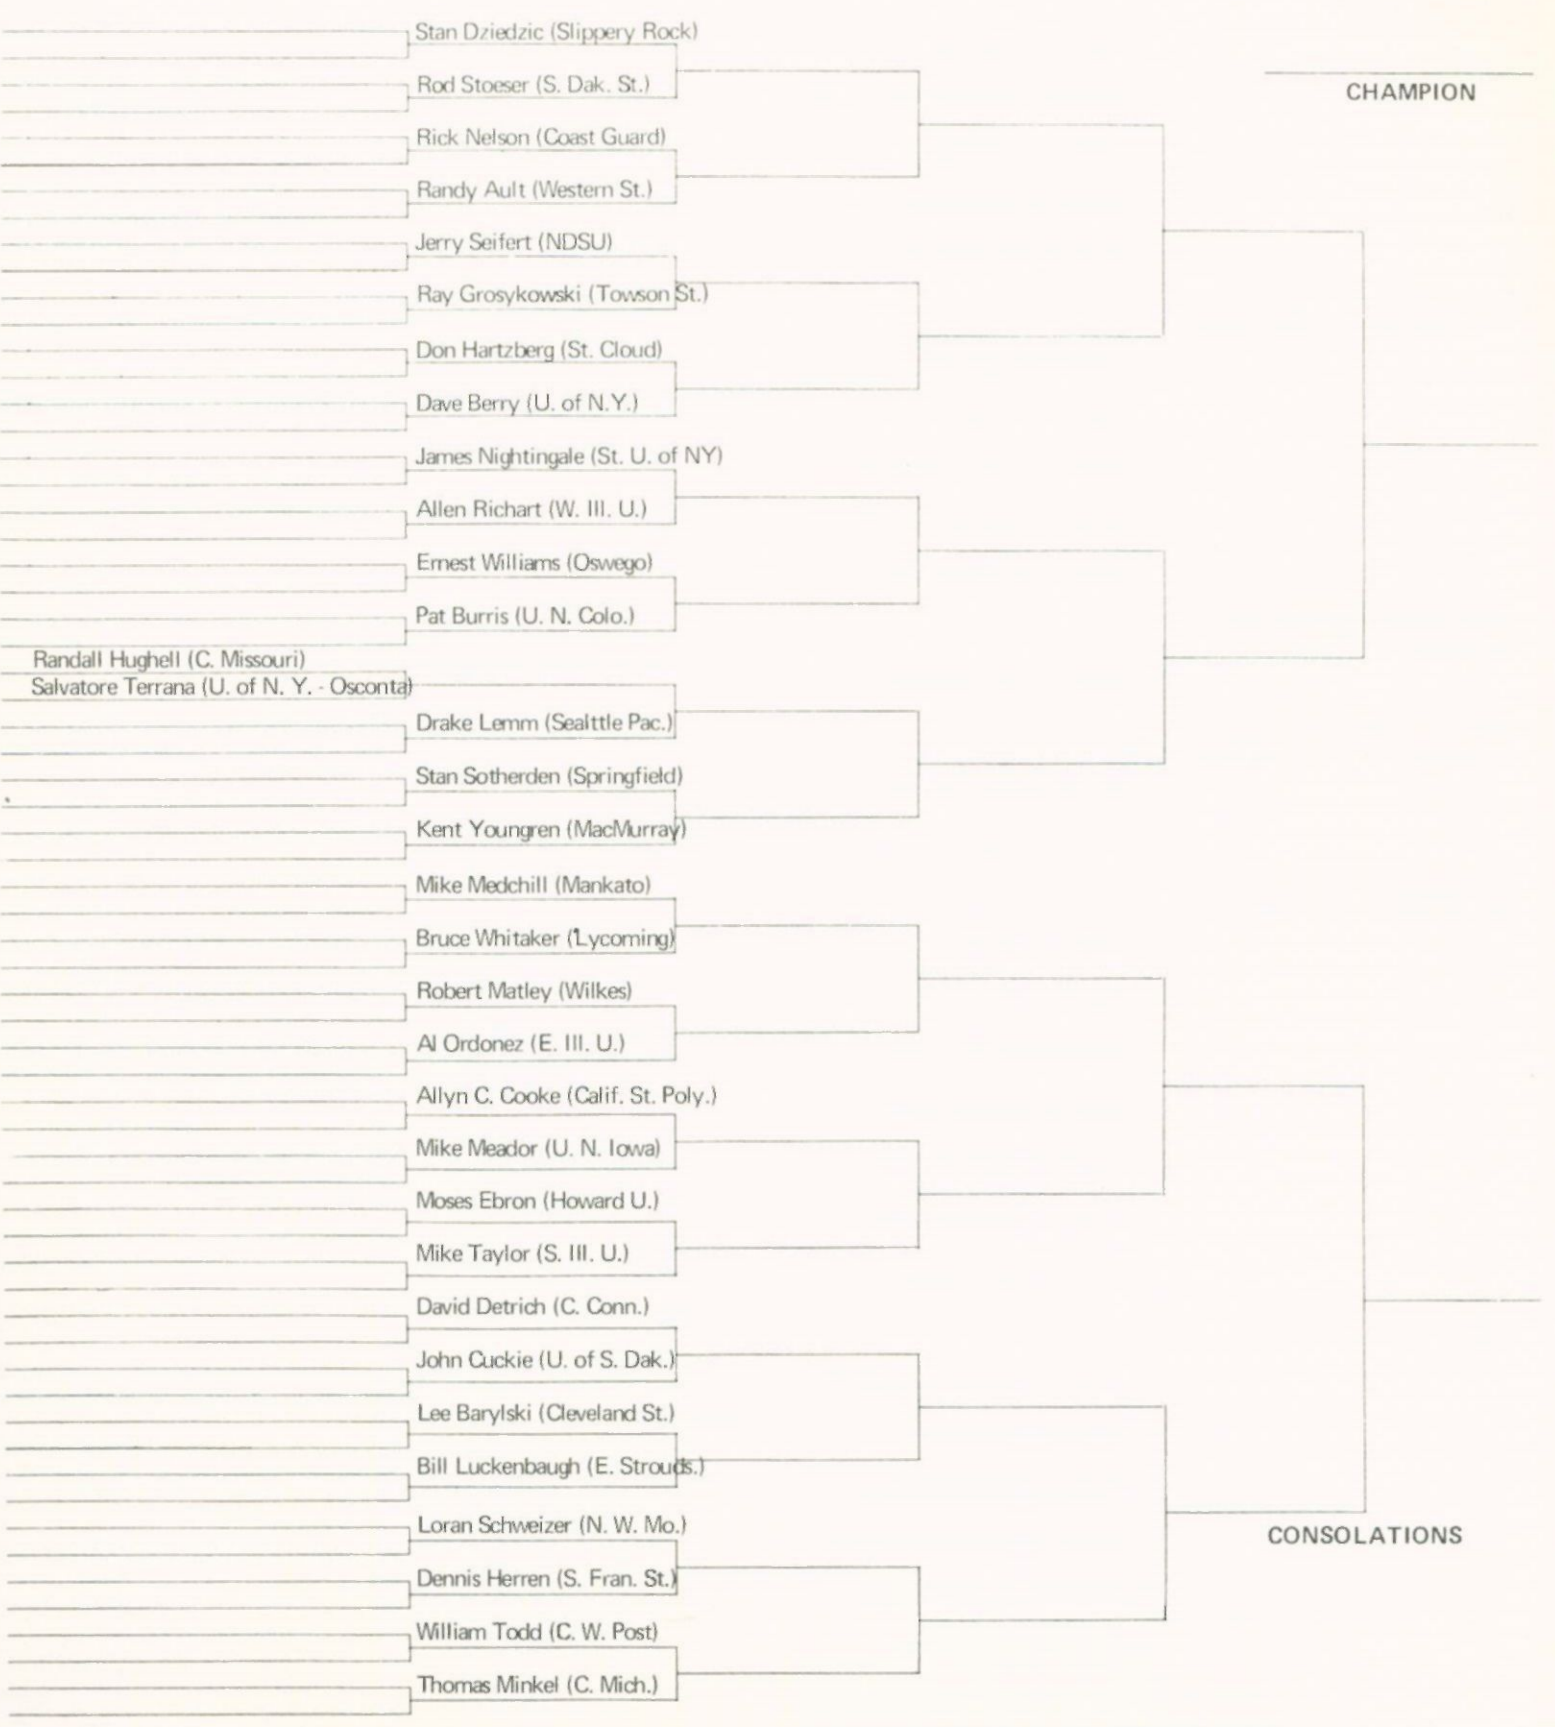 Stan Dziedzic (Slippery Rock)
CHAMPION
Rod Stoeser (S. Dak. St.)
Rick Nelson (Coast Guard)
Randy Ault (Western St.)
Jerry Seifert (NDSU)
Ray Grosykowski (Towson St.)
Don Hartzberg (St. Cloud)
Dave Berry (U. of N.Y.)
James Nightingale (St. U. of NY)
Allen Richart (W. Ill. U.)
Ernest Williams (Oswego)
Pat Burris (U. N. Colo.)
Randall Hughell (C. Missouri)
Salvatore Terrana (U. of N. Y. - Osconta)
Drake Lemm (Sealttle Pac.)
Stan Sotherden (Springfield)
Kent Youngren (MacMurray)
Mike Medchill (Mankato)
Bruce Whitaker (Lycoming)
Robert Matley (Wilkes)
Al Ordonez (E. Ill. U.)
Allyn C. Cooke (Calif. St. Poly.)
Mike Meador (U. N. Iowa)
Moses Ebron (Howard U.)
Mike Taylor (S. Ill. U.)
David Detrich (C. Conn.)
John Cuckie (U. of S. Dak.)
Lee Barylski (Cleveland St.)
Bill Luckenbaugh (E. Strouds.)
Loran Schweizer (N. W. Mo.)
CONSOLATIONS
Dennis Herren (S. Fran. St.)
William Todd (C. W. Post)
Thomas Minkel (C. Mich.)